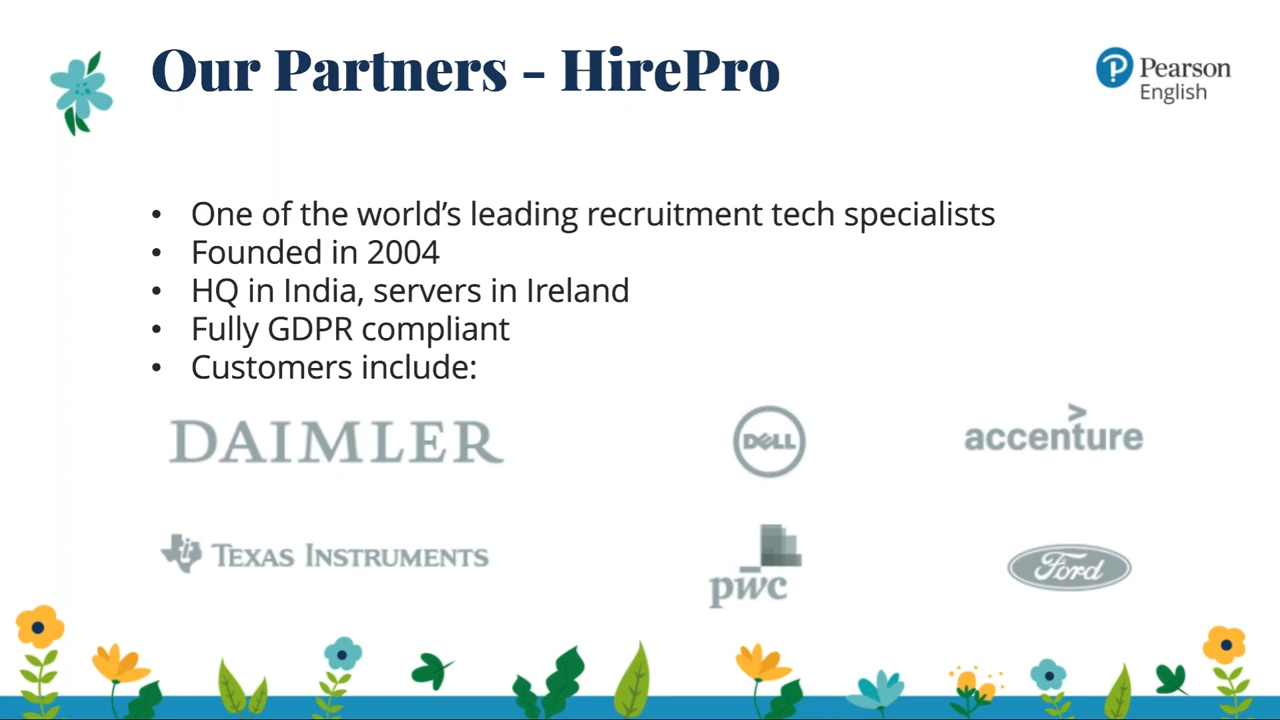 Our Partners - HirePro
Pearson
English
• One of the world's leading recruitment tech specialists
• Founded in 2004
• HQ in India, servers in Ireland
• Fully GDPR compliant
• Customers include:
DAIMLER
DELL
accenture
TEXAS INSTRUMENTS
pwc
Ford